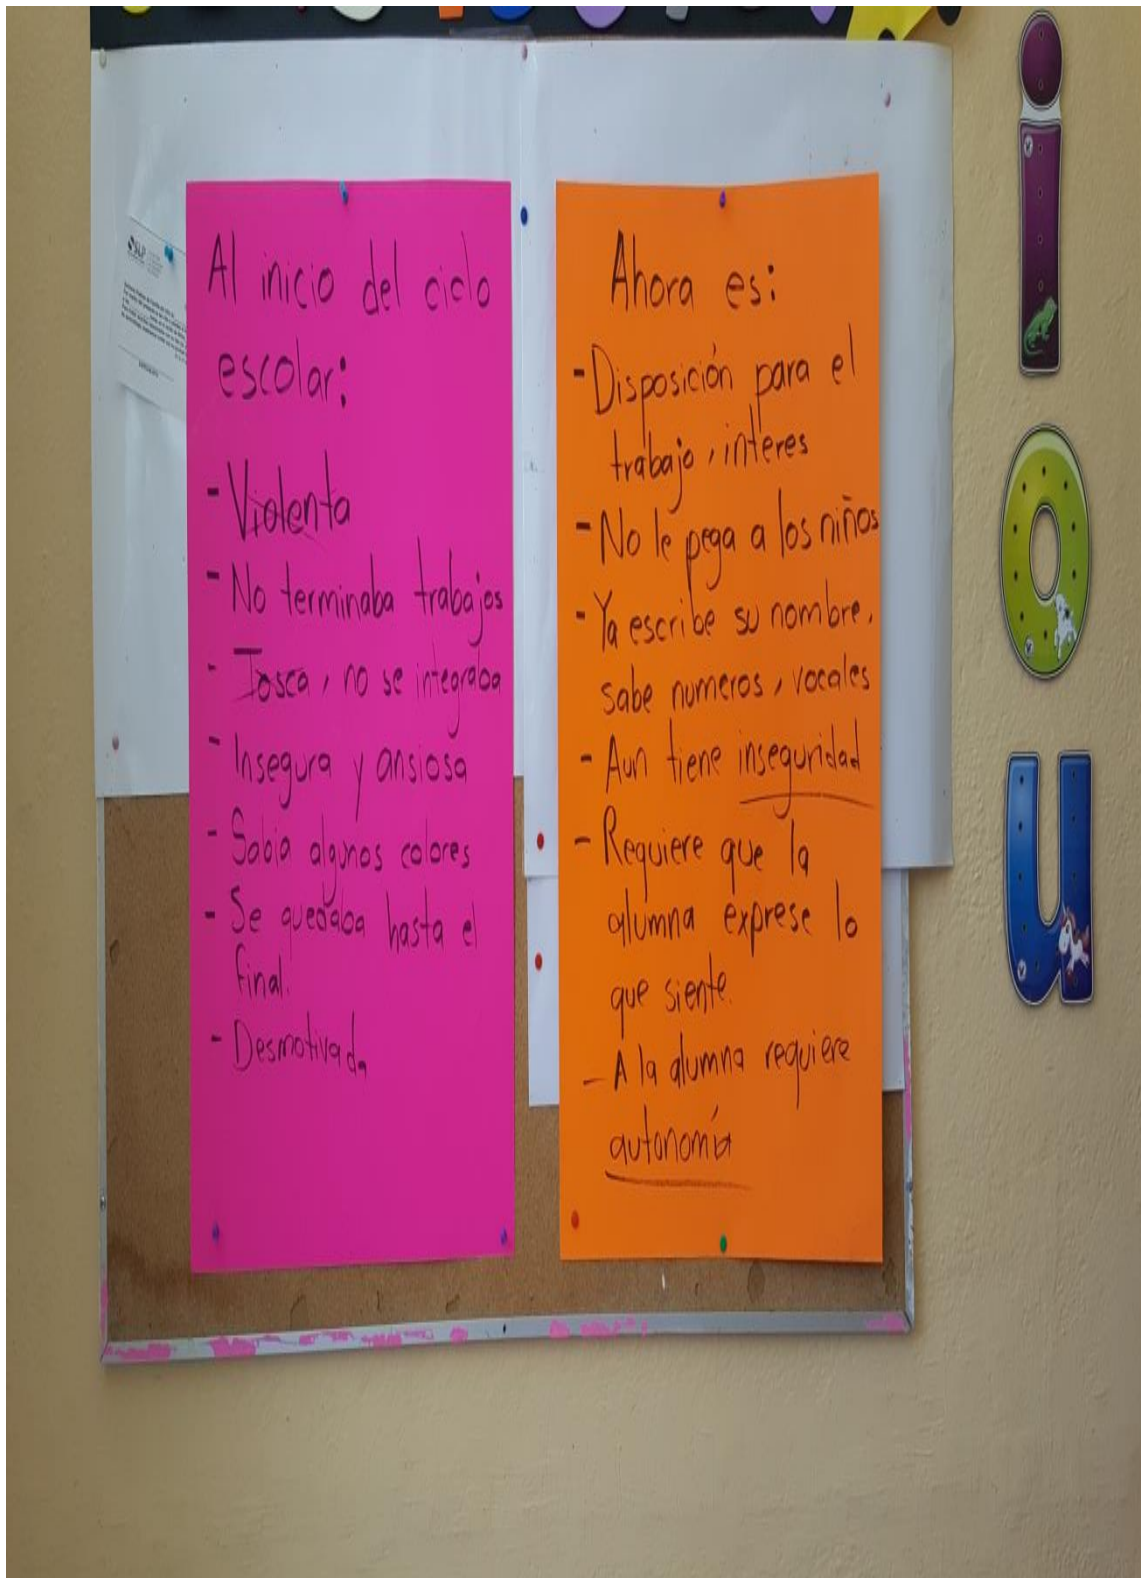 Al inicio del ciclo
escolar:
- Violenta
- No terminaba trabajos
- Tosca, no se integraba
- Insegura y ansiosa
- Sabia algunos colores
- Se quedaba hasta el
final.
- Desmotivada
Ahora es:
- Disposición para el
trabajo, interes
- No le pega a los niños
- Ya escribe su nombre,
sabe numeros, vocales
- Aun tiene inseguridad
- Requiere que la
alumna exprese lo
que siente.
- A la alumna requiere
autonomía
i
o
u